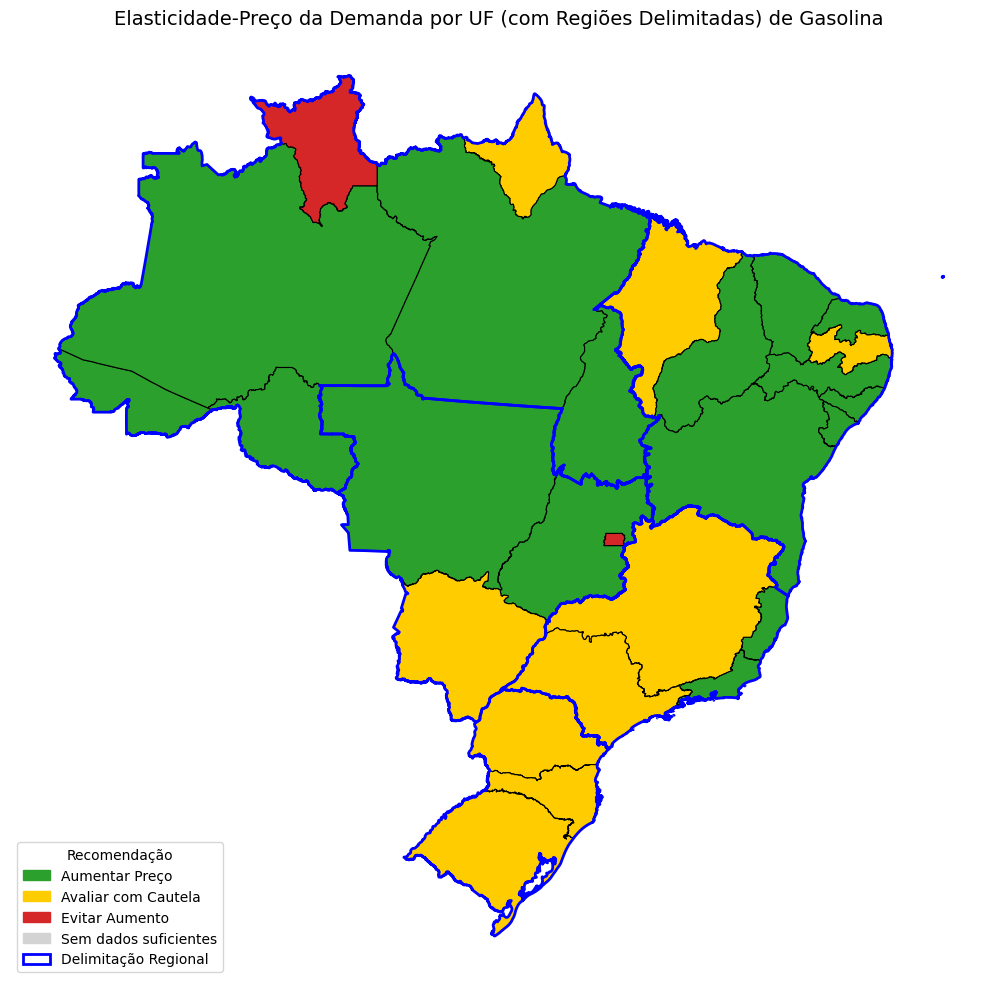 Elasticidade-Preço da Demanda por UF (com Regiões Delimitadas) de Gasolina
Recomendação
Aumentar Preço
Avaliar com Cautela
Evitar Aumento
Sem dados suficientes
Delimitação Regional